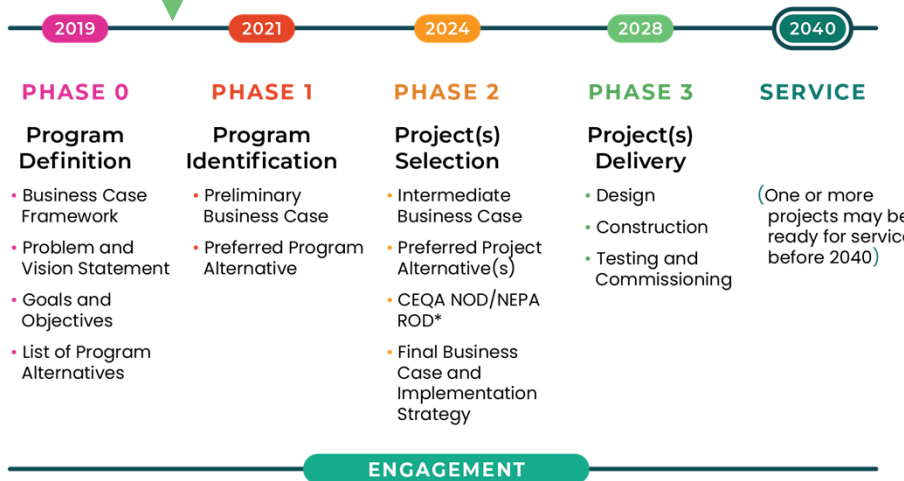 2019
2021
2024
2028
2040
PHASE 0
PHASE 1
PHASE 2
PHASE 3
SERVICE
Program
Definition
• Business Case
Framework
• Problem and
Vision Statement
• Goals and
Objectives
• List of Program
Alternatives
Program
Identification
• Preliminary
Business Case
• Preferred Program
Alternative
Project(s)
Selection
• Intermediate
Business Case
• Preferred Project
Alternative(s)
• CEQA NOD/NEPA
ROD*
• Final Business
Case and
Implementation
Strategy
Project(s)
Delivery
• Design
• Construction
• Testing and
Commissioning
(One or more
projects may be
ready for servic
before 2040)
ENGAGEMENT